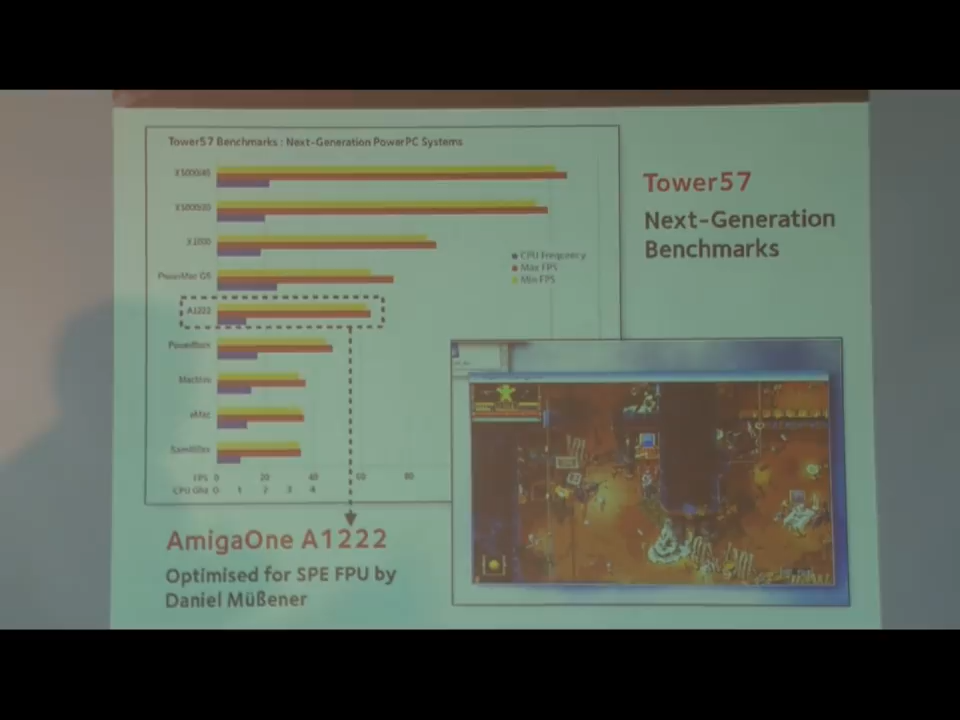 Tower57 Benchmarks : Next-Generation PowerPC Systems
X5000/40
X5000/20
X1000
PowerMac G5
A1222
PowerBook
MacMini
eMac
Sam460ex
CPU Frequency
Max FPS
Min FPS
FPS 0 20 40 60 80
CPU Ghz 0 1 2 3 4
Tower57
Next-Generation
Benchmarks
AmigaOne A1222
Optimised for SPE FPU by
Daniel Müßener